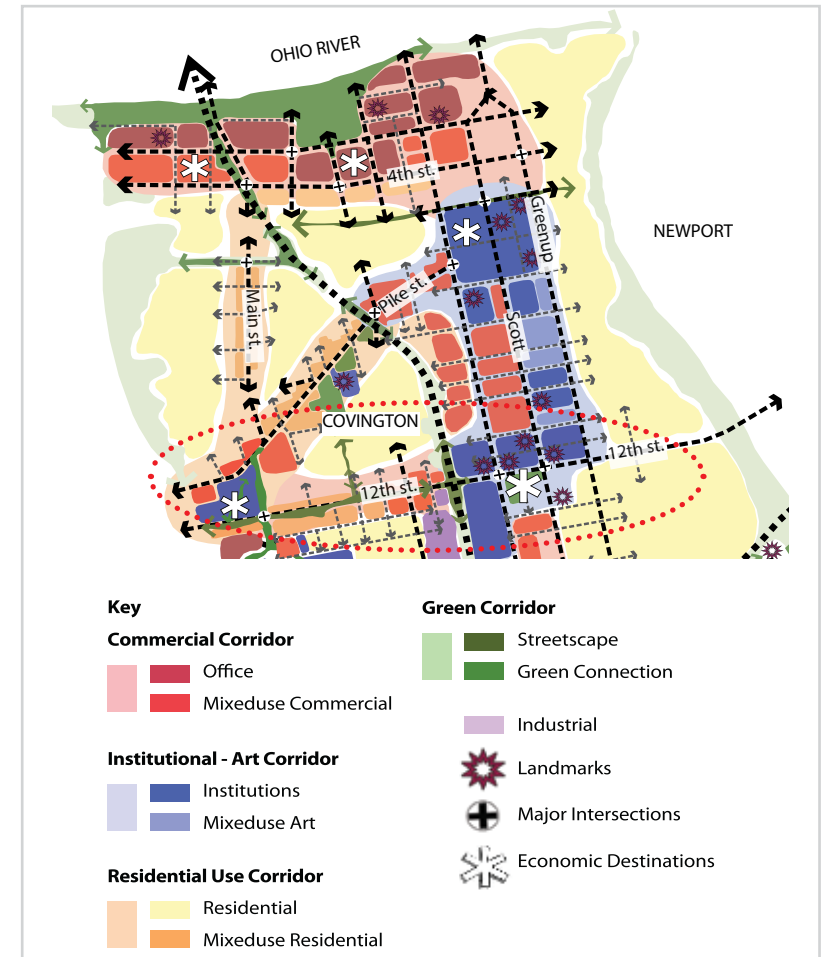 OHIO RIVER
4th st.
Greenup
NEWPORT
Pike st.
Main st.
Scott
COVINGTON
12th st.
12th st.
Key
Commercial Corridor
Office
Mixeduse Commercial
Institutional - Art Corridor
Institutions
Mixeduse Art
Residential Use Corridor
Residential
Mixeduse Residential
Green Corridor
Streetscape
Green Connection
Industrial
Landmarks
Major Intersections
Economic Destinations